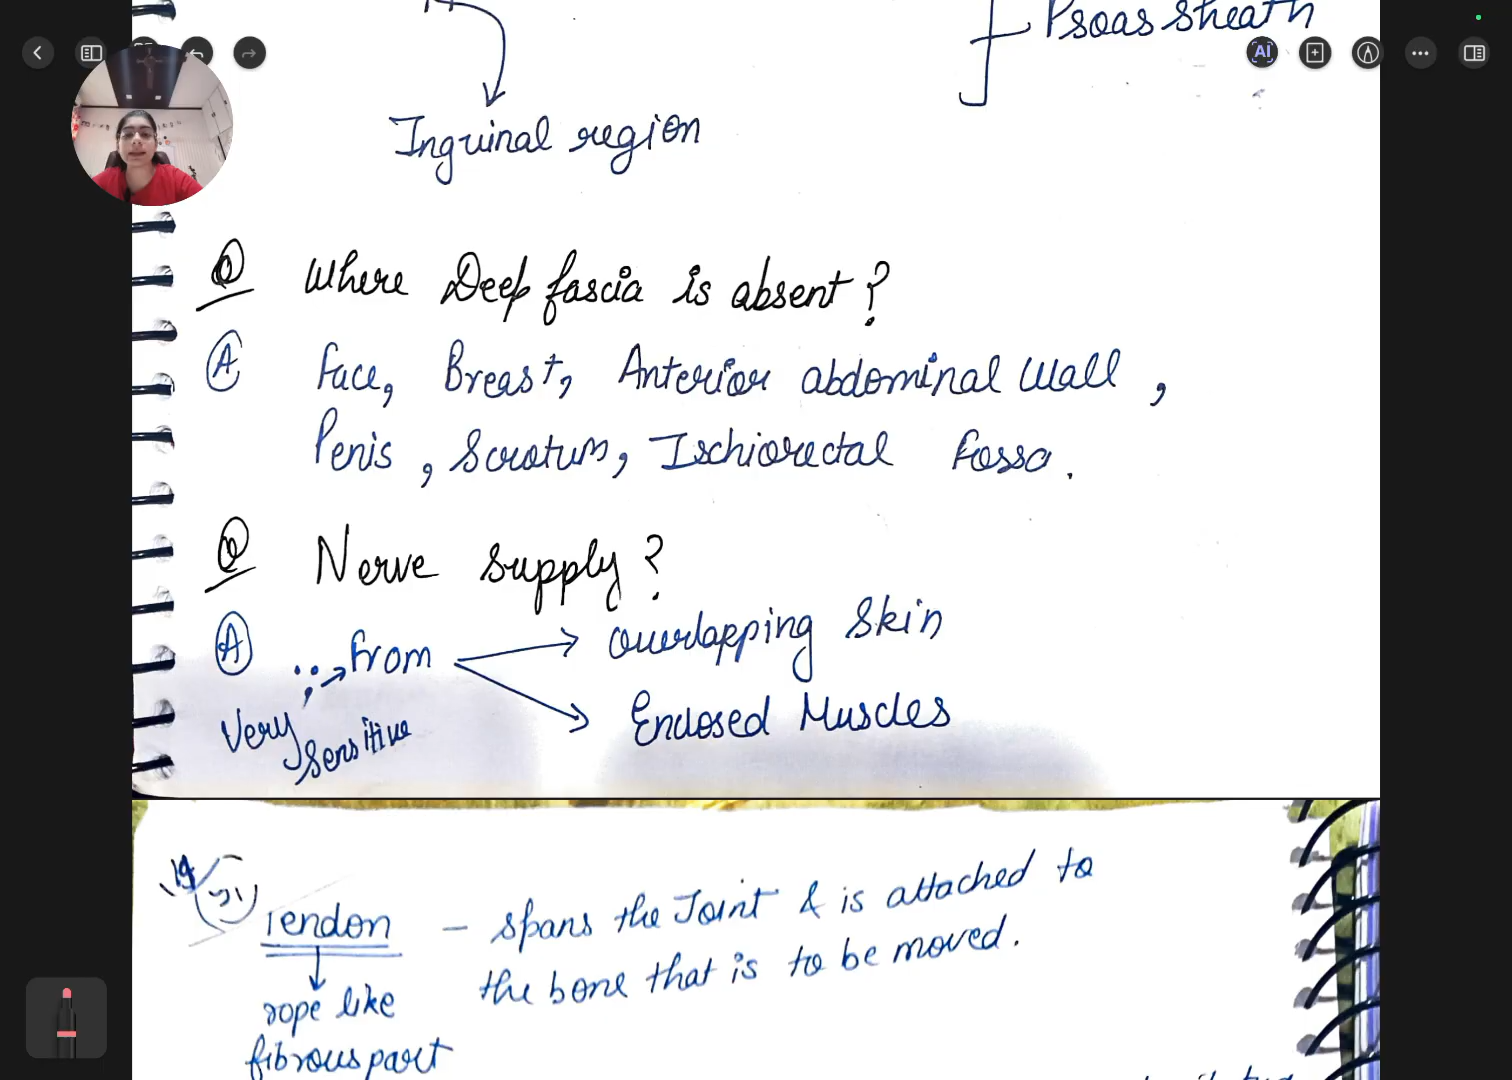 Psoas sheath
AI
Inguinal region
Q Where Deep fascia is absent?
A Face, Breast, Anterior abdominal wall,
Penis, Scrotum, Ischiorectal fossa.
Q Nerve supply?
A ∵ → from → Overlapping Skin
Very sensitive → Enclosed Muscles
19
Tendon – spans the Joint & is attached to
the bone that is to be moved.
rope like
fibrous part